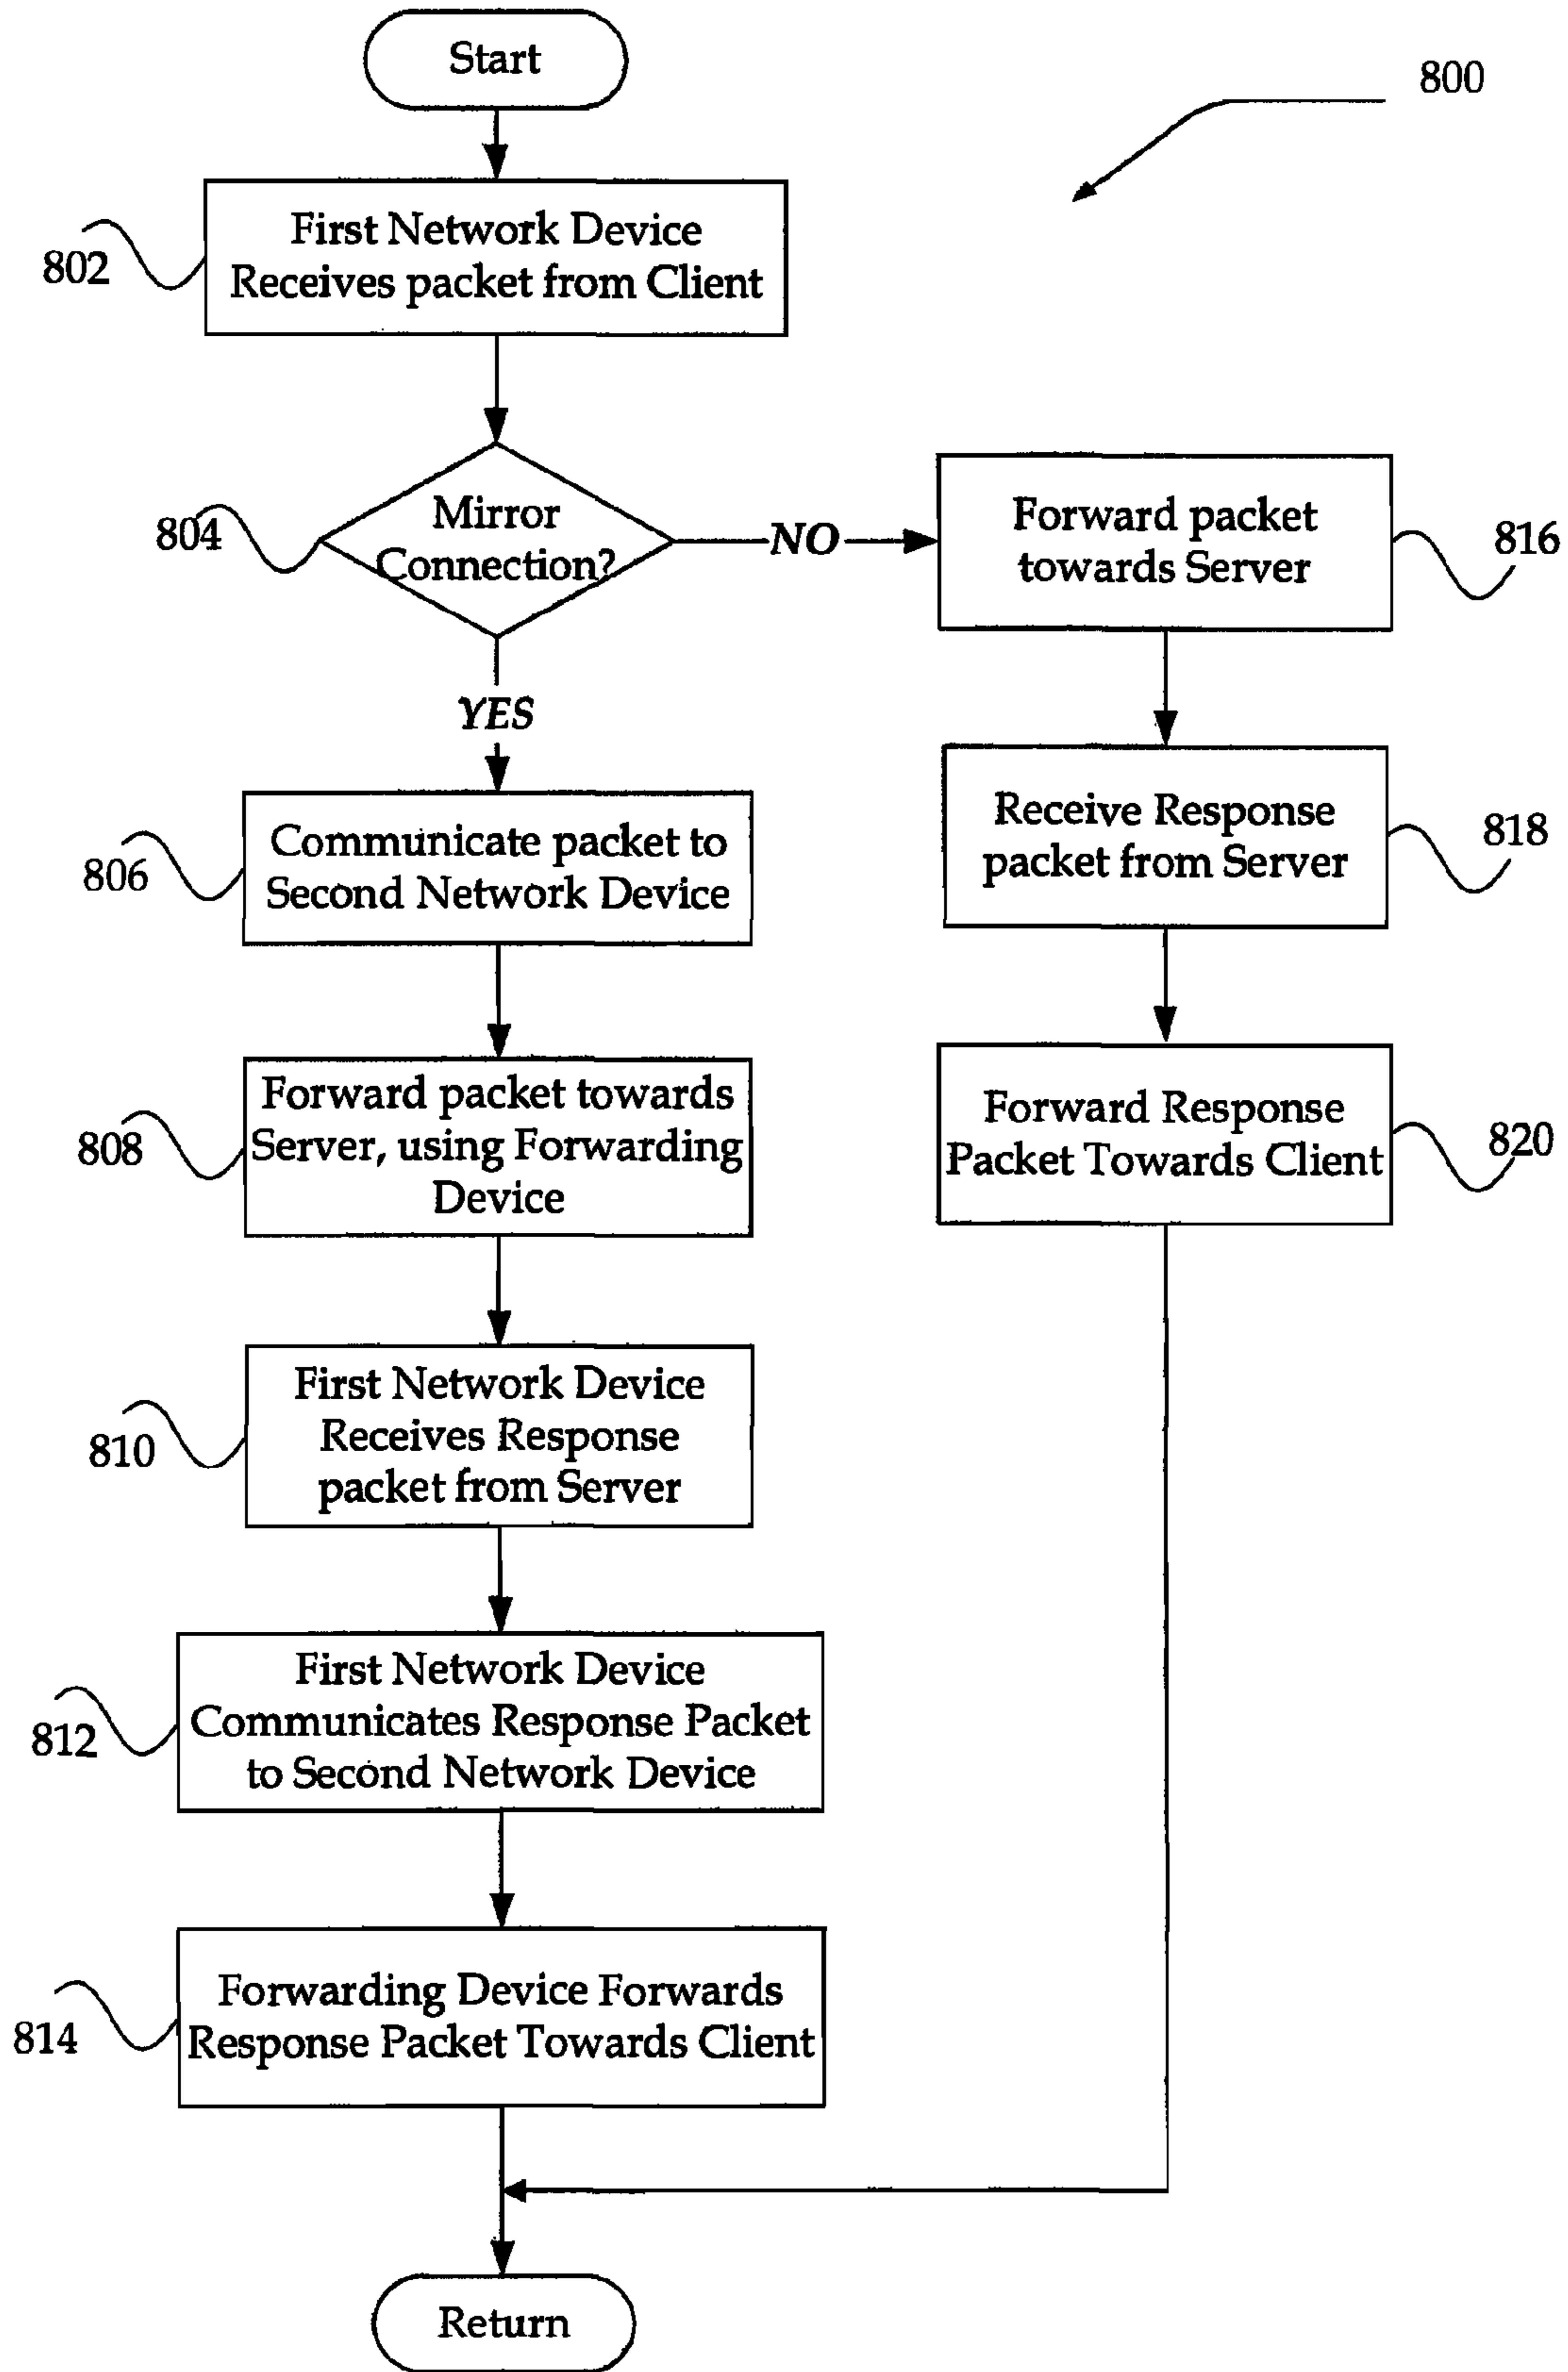 Start
800
First Network Device
Receives packet from Client
802
Mirror
Connection?
804
NO
Forward packet
towards Server
816
YES
Receive Response
packet from Server
818
Communicate packet to
Second Network Device
806
Forward packet towards
Server, using Forwarding
Device
808
Forward Response
Packet Towards Client
820
First Network Device
Receives Response
packet from Server
810
First Network Device
Communicates Response Packet
to Second Network Device
812
Forwarding Device Forwards
Response Packet Towards Client
814
Return